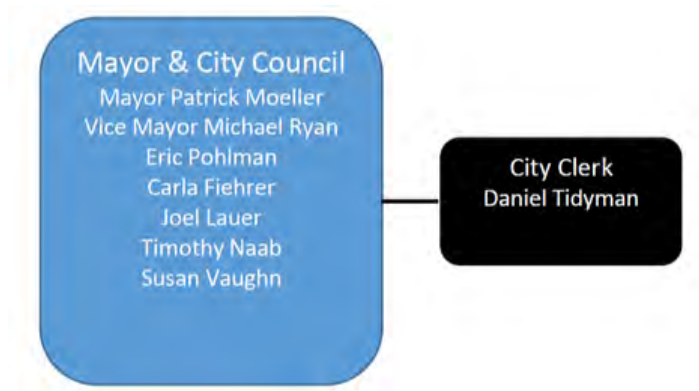 Mayor & City Council
Mayor Patrick Moeller
Vice Mayor Michael Ryan
Eric Pohlman
Carla Fiehrer
Joel Lauer
Timothy Naab
Susan Vaughn
City Clerk
Daniel Tidyman